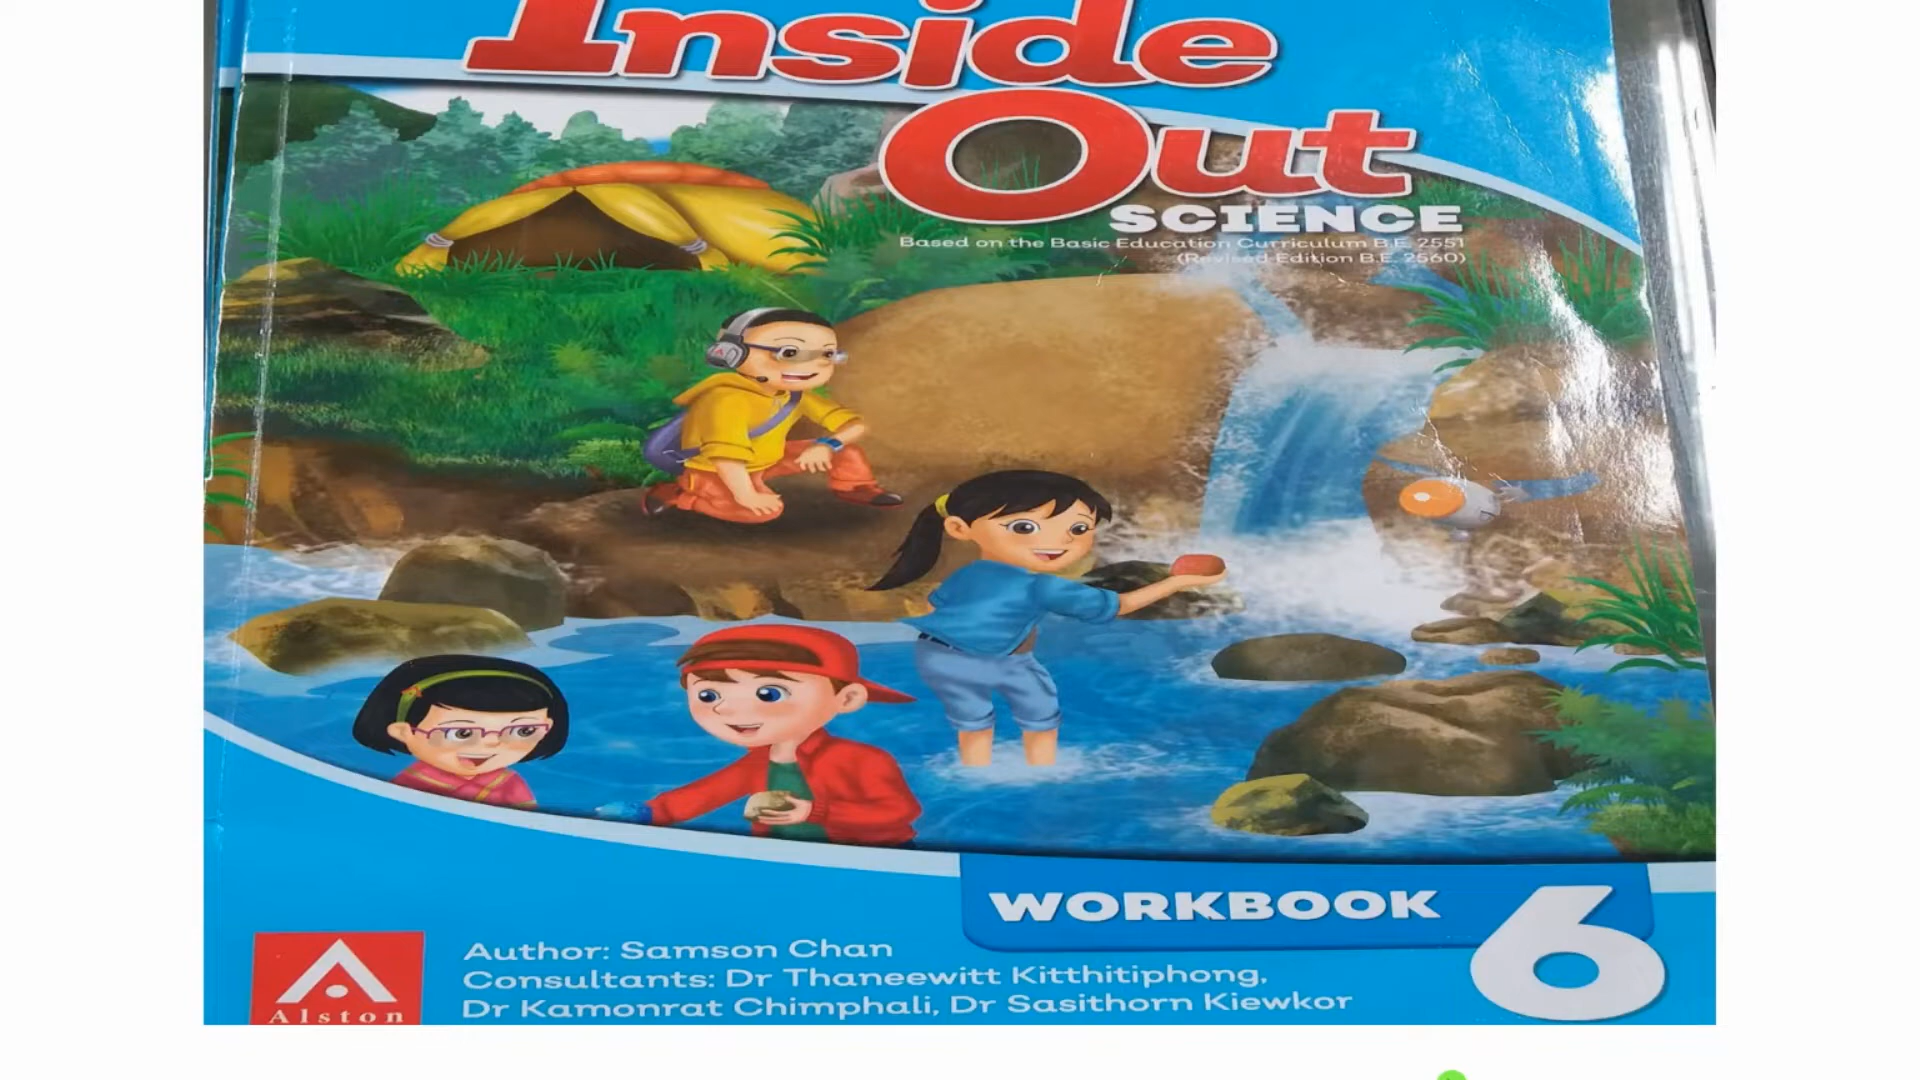 Inside
Out
SCIENCE
Based on the Basic Education Curriculum B.E. 2551
(Revised Edition B.E. 2560)
WORKBOOK 6
Author: Samson Chan
Consultants: Dr Thaneewitt Kitthitiphong,
Dr Kamonrat Chimphali, Dr Sasithorn Kiewkor
Alston